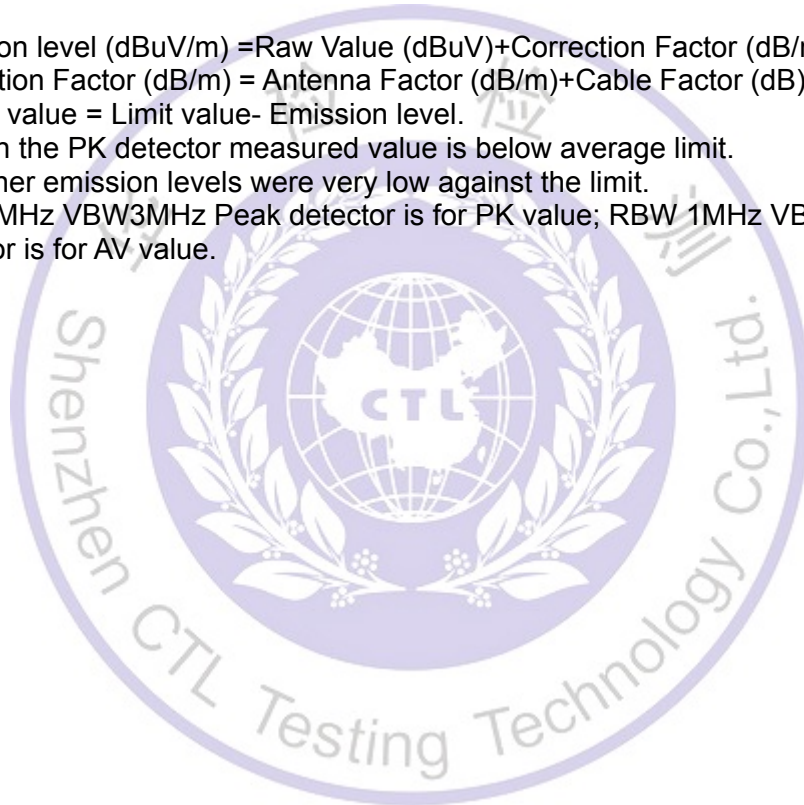 on level (dBuV/m) =Raw Value (dBuV)+Correction Factor (dB/m
tion Factor (dB/m) = Antenna Factor (dB/m)+Cable Factor (dB)
value = Limit value- Emission level.
n the PK detector measured value is below average limit.
ner emission levels were very low against the limit.
MHz VBW3MHz Peak detector is for PK value; RBW 1MHz VB
or is for AV value.
检 测
CTL
Shenzhen CTL Testing Technology Co., Ltd.